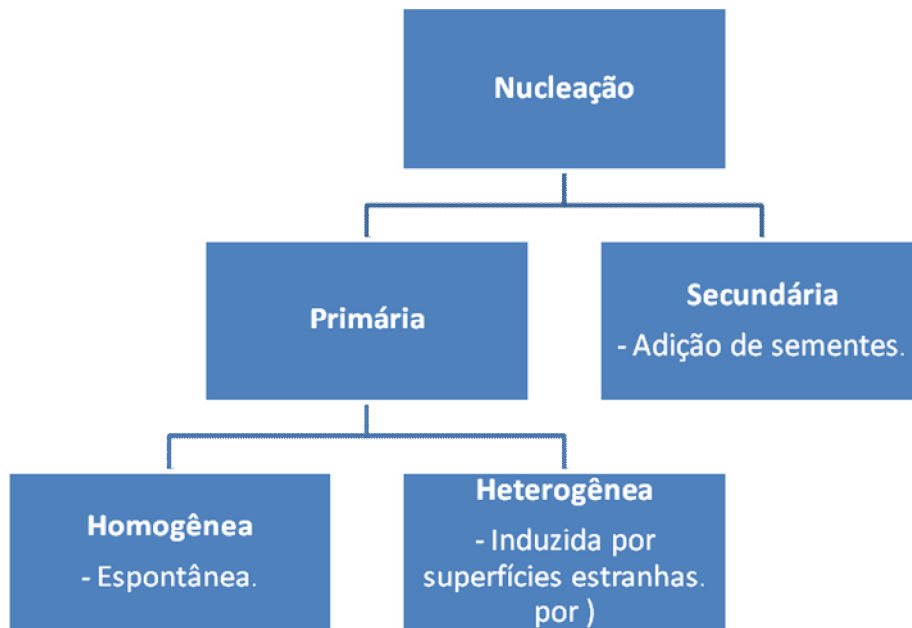 Nucleação
Primária
Secundária
- Adição de sementes.
Homogênea
- Espontânea.
Heterogênea
- Induzida por
superfícies estranhas.
por )